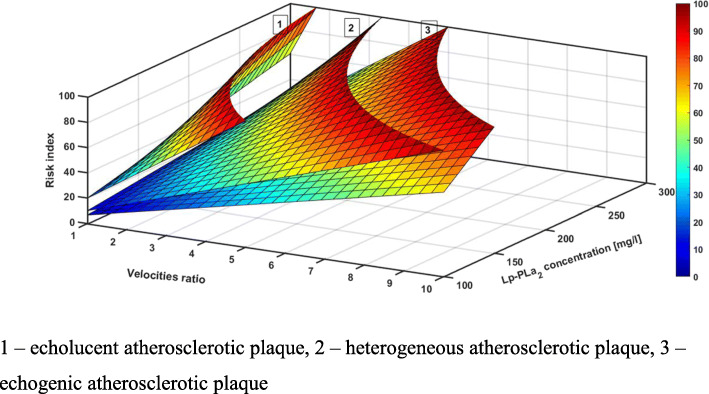 1 2 3
100
80
60
40
20
0
Risk index
1 2 3 4 5 6 7 8 9 10
Velocities ratio
100 150 200 250 300
Lp-PLa2 concentration [mg/l]
100
90
80
70
60
50
40
30
20
10
0
1 – echolucent atherosclerotic plaque, 2 – heterogeneous atherosclerotic plaque, 3 –
echogenic atherosclerotic plaque